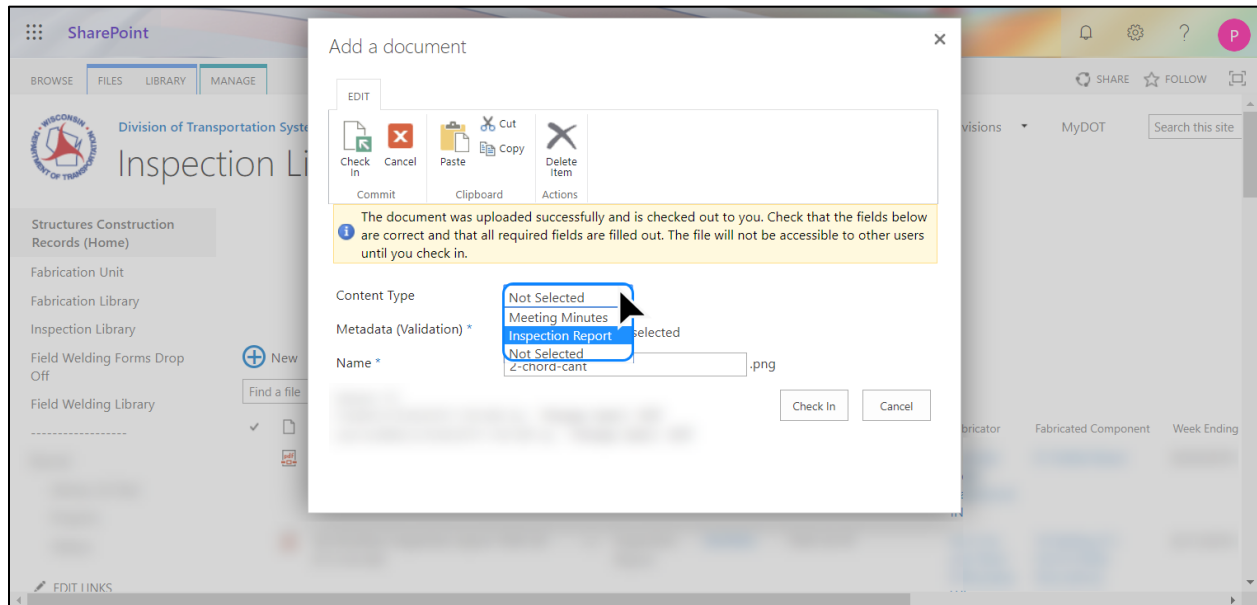 SharePoint
?
P
BROWSE FILES LIBRARY MANAGE
SHARE FOLLOW
WISCONSIN
DEPARTMENT OF TRANSPORTATION
Division of Transportation Syste
Inspection Li
visions MyDOT Search this site
Structures Construction
Records (Home)
Fabrication Unit
Fabrication Library
Inspection Library
Field Welding Forms Drop
Off
Field Welding Library
------------------
EDIT LINKS
New
Find a file
Add a document
EDIT
Check In
Cancel
Paste
Cut
Copy
Delete Item
Commit Clipboard Actions
The document was uploaded successfully and is checked out to you. Check that the fields below
are correct and that all required fields are filled out. The file will not be accessible to other users
until you check in.
Content Type Not Selected
Meeting Minutes
Inspection Report
Not Selected
Metadata (Validation) * selected
Name * 2-chord-cant .png
Check In Cancel
bricator Fabricated Component Week Ending
pdf
IN